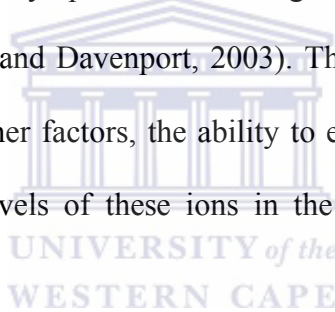 and Davenport, 2003). Th
her factors, the ability to e
vels of these ions in the
UNIVERSITY of the
WESTERN CAPE